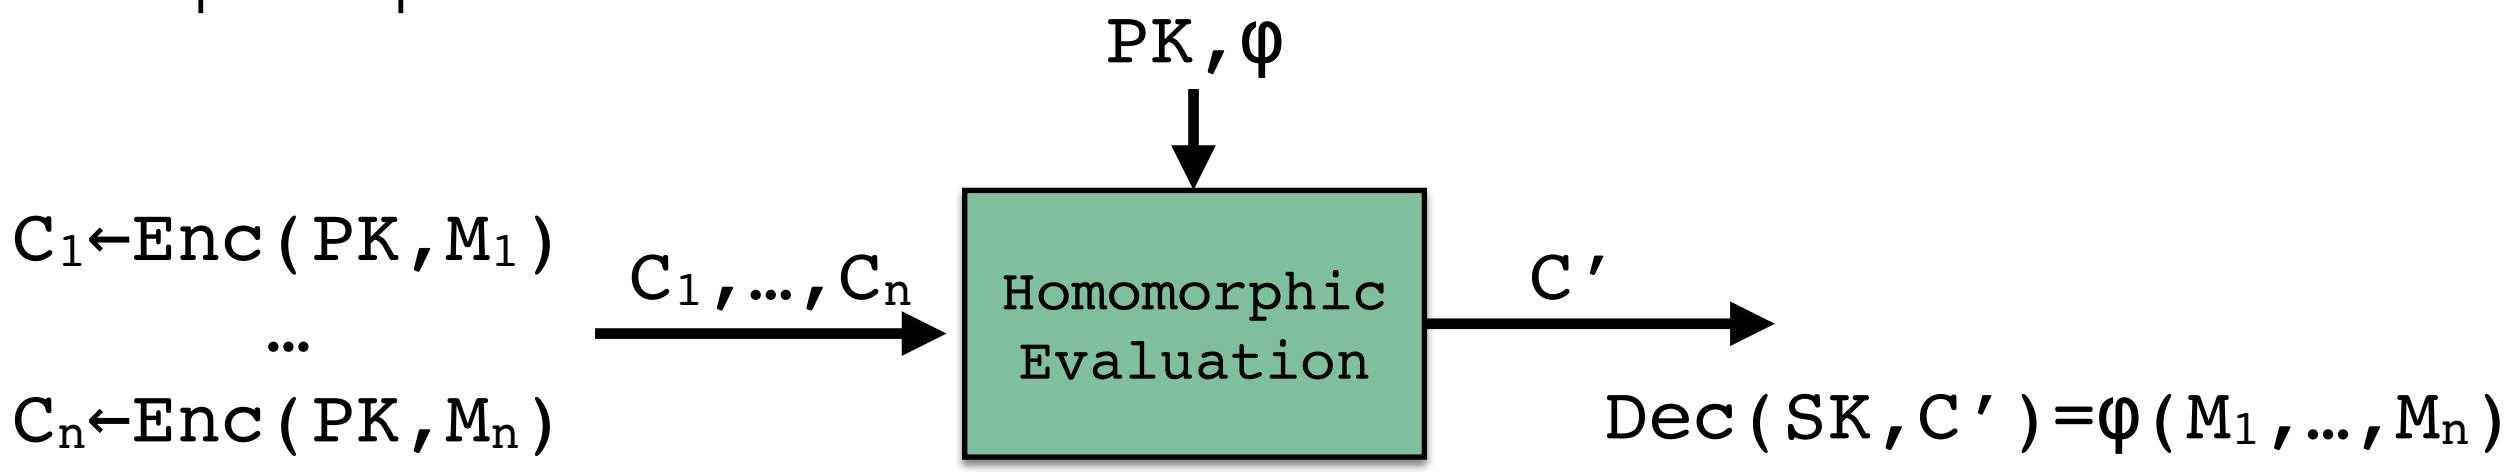 PK,φ
C₁←Enc(PK,M₁)
…
Cₙ←Enc(PK,Mₙ)
C₁,…,Cₙ
Homomorphic
Evaluation
C′
Dec(SK,C′)=φ(M₁,…,Mₙ)